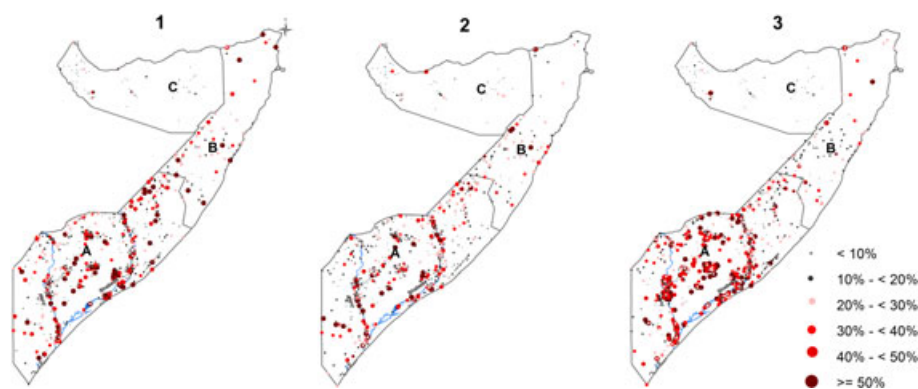 1 2 3
C C C
B B B
A A A
< 10%
10% - < 20%
20% - < 30%
30% - < 40%
40% - < 50%
>= 50%